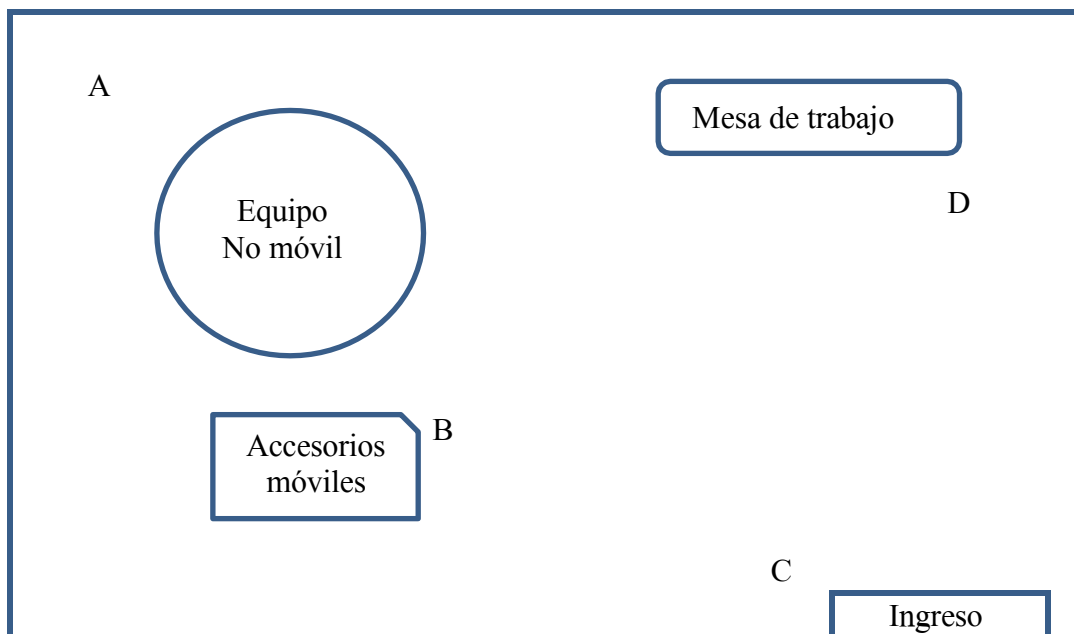 A
Mesa de trabajo
Equipo
No móvil
D
B
Accesorios
móviles
C
Ingreso